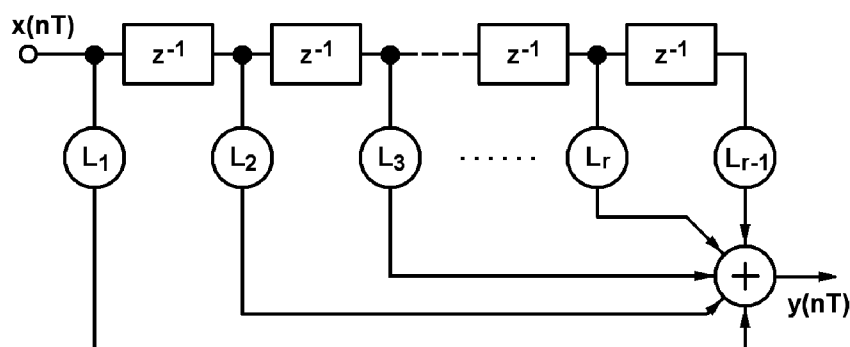 x(nT)
z⁻¹ z⁻¹ z⁻¹ z⁻¹
L₁ L₂ L₃ ...... Lᵣ Lᵣ₋₁
+
y(nT)